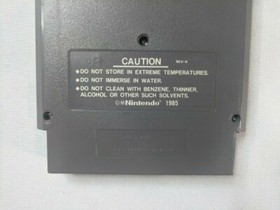 CAUTION
REV-A
●DO NOT STORE IN EXTREME TEMPERATURES.
●DO NOT IMMERSE IN WATER.
●DO NOT CLEAN WITH BENZENE, THINNER,
ALCOHOL OR OTHER SUCH SOLVENTS.
©Nintendo® 1985